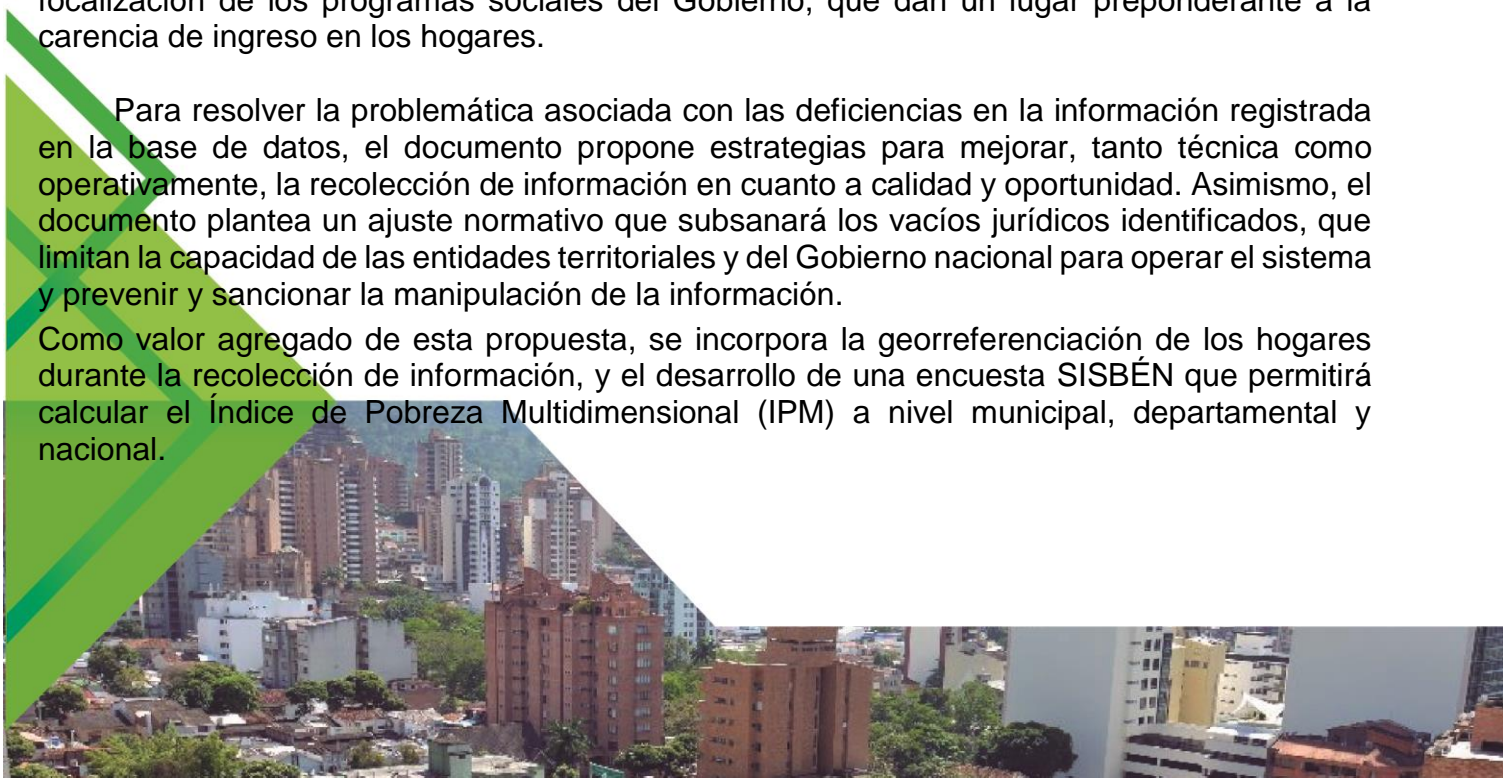 focalización de los programas sociales del Gobierno, que dan un lugar preponderante a la
carencia de ingreso en los hogares.
Para resolver la problemática asociada con las deficiencias en la información registrada
en la base de datos, el documento propone estrategias para mejorar, tanto técnica como
operativamente, la recolección de información en cuanto a calidad y oportunidad. Asimismo, el
documento plantea un ajuste normativo que subsanará los vacíos jurídicos identificados, que
limitan la capacidad de las entidades territoriales y del Gobierno nacional para operar el sistema
y prevenir y sancionar la manipulación de la información.
Como valor agregado de esta propuesta, se incorpora la georreferenciación de los hogares
durante la recolección de información, y el desarrollo de una encuesta SISBÉN que permitirá
calcular el Índice de Pobreza Multidimensional (IPM) a nivel municipal, departamental y
nacional.